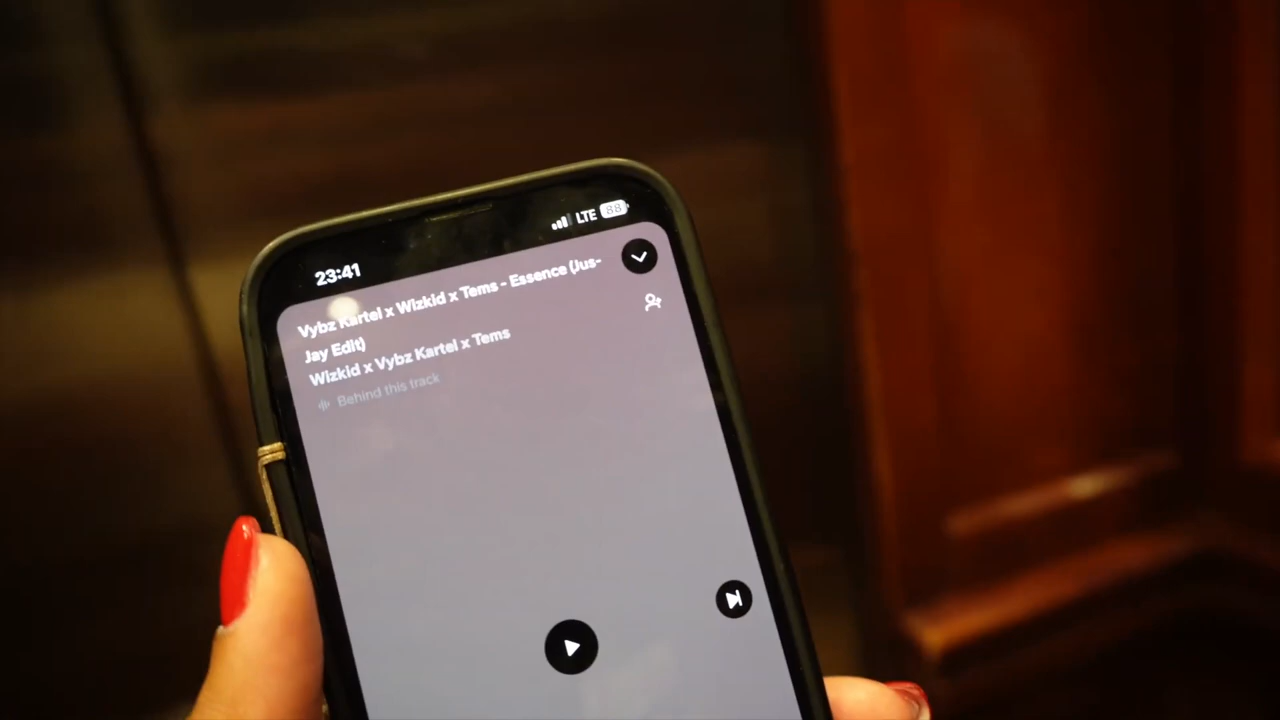 23:41
LTE 88
Vybz Kartel x Wizkid x Tems - Essence (Jus-
Jay Edit)
Wizkid x Vybz Kartel x Tems
Behind this track